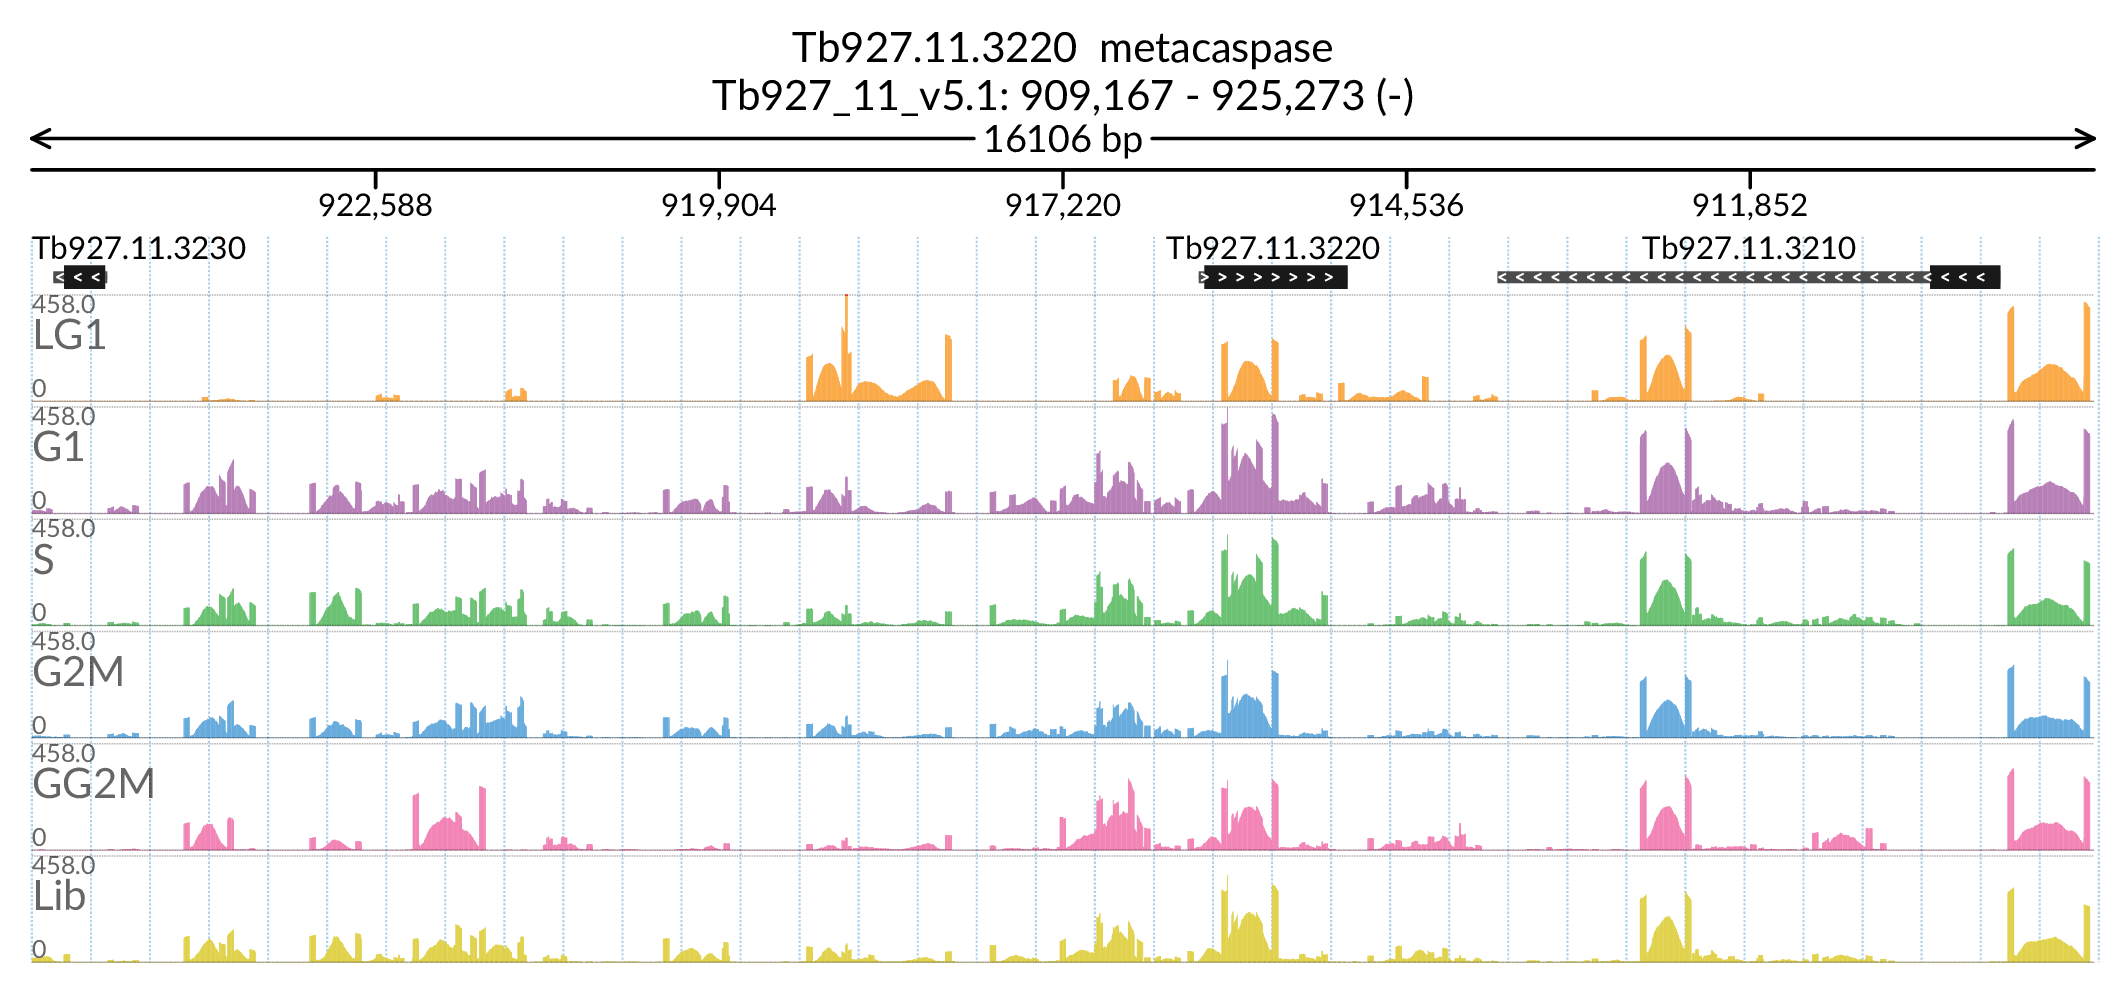 Tb927.11.3220 metacaspase
Tb927_11_v5.1: 909,167 - 925,273 (-)
16106 bp
922,588 919,904 917,220 914,536 911,852
Tb927.11.3230 Tb927.11.3220 Tb927.11.3210
458.0
LG1
0
458.0
G1
0
458.0
S
0
458.0
G2M
0
458.0
GG2M
0
458.0
Lib
0